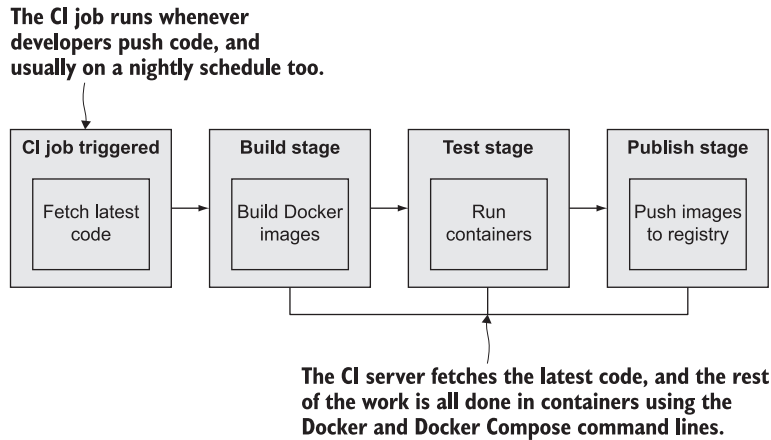 The CI job runs whenever
developers push code, and
usually on a nightly schedule too.
CI job triggered
Fetch latest
code
Build stage
Build Docker
images
Test stage
Run
containers
Publish stage
Push images
to registry
The CI server fetches the latest code, and the rest
of the work is all done in containers using the
Docker and Docker Compose command lines.